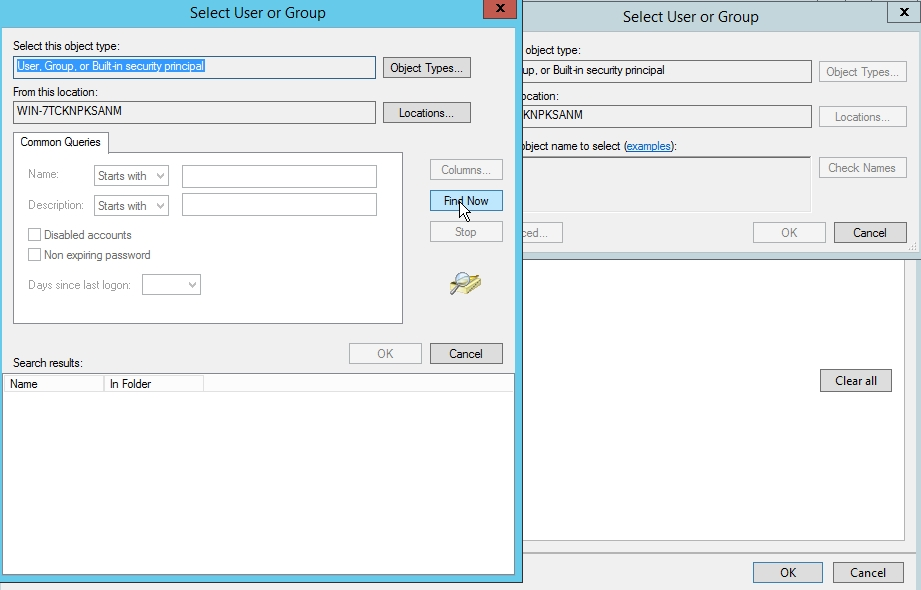 Select User or Group
X
Select this object type:
User, Group, or Built-in security principal
Object Types...
From this location:
WIN-7TCKNPKSANM
Locations...
Common Queries
Name:
Starts with
Description:
Starts with
Disabled accounts
Non expiring password
Days since last logon:
Columns...
Find Now
Stop
OK
Cancel
Search results:
Name
In Folder
Select User or Group
X
object type:
up, or Built-in security principal
Object Types...
ocation:
KNPKSANM
Locations...
object name to select (examples):
Check Names
ced...
OK
Cancel
Clear all
OK
Cancel